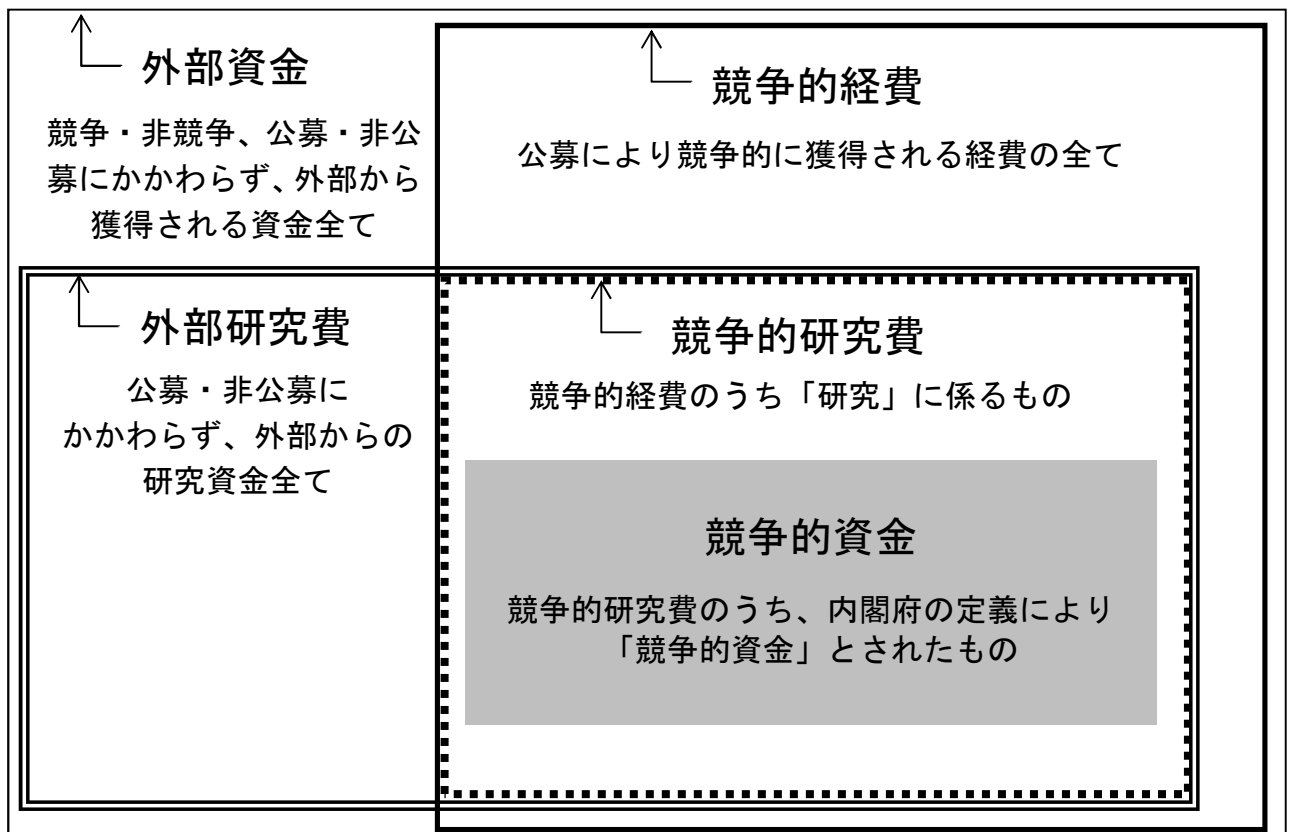 外部資金
競争・非競争、公募・非公
募にかかわらず、外部から
獲得される資金全て
競争的経費
公募により競争的に獲得される経費の全て
外部研究費
公募・非公募に
かかわらず、外部からの
研究資金全て
競争的研究費
競争的経費のうち「研究」に係るもの
競争的資金
競争的研究費のうち、内閣府の定義により
「競争的資金」とされたもの